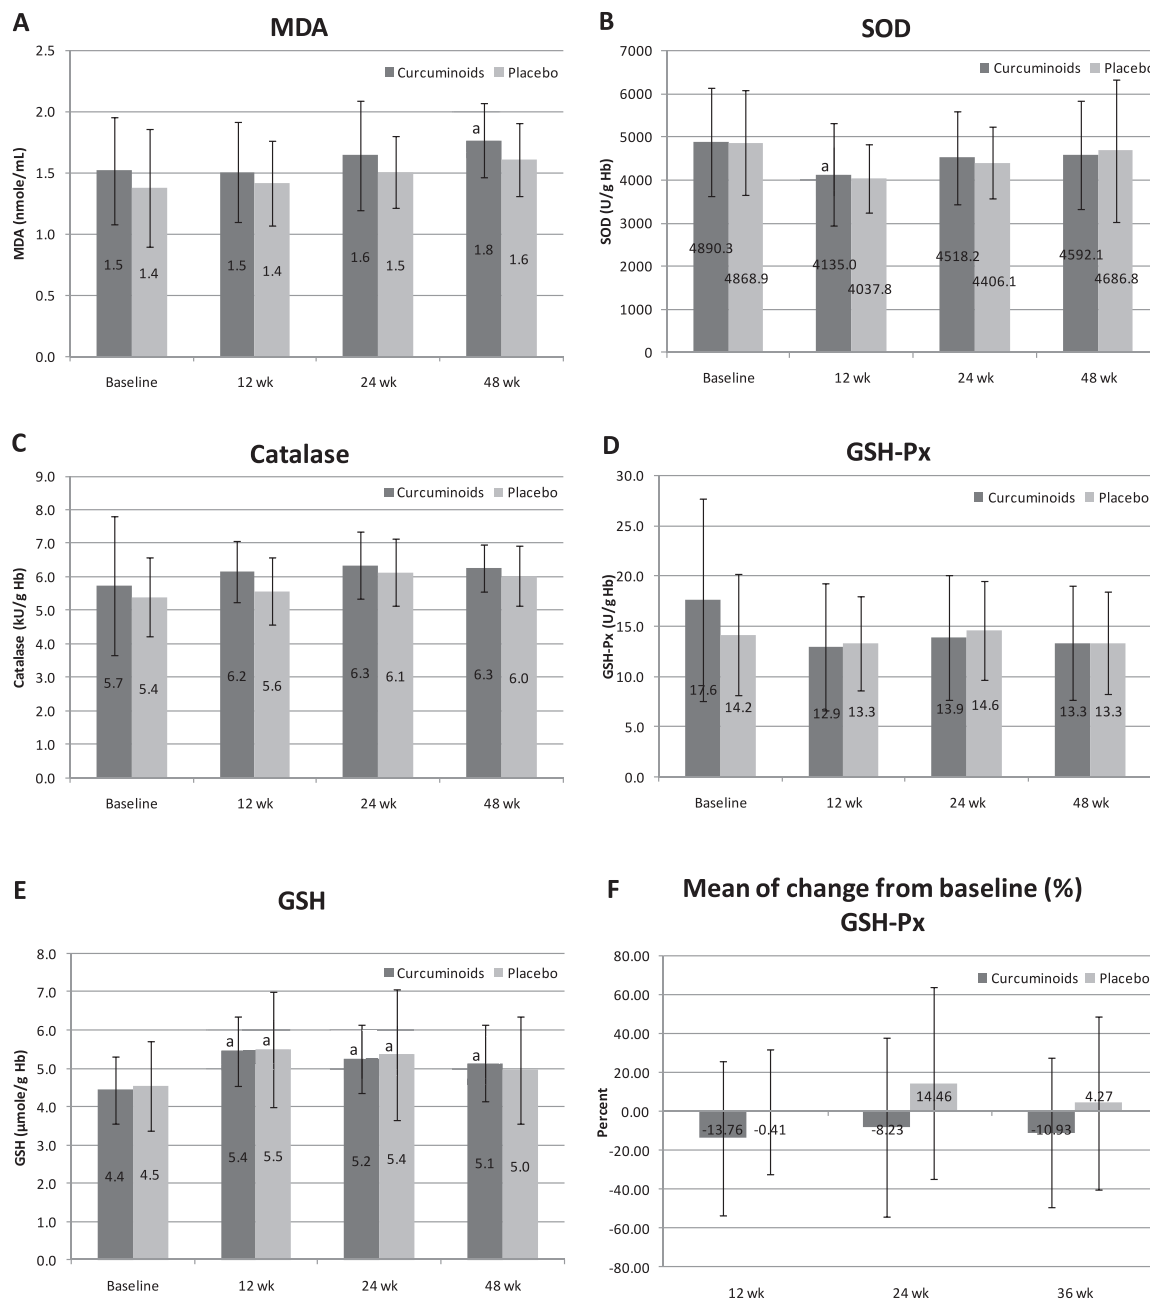 A
MDA
2.5
2.0
1.5
1.0
0.5
0.0
MDA (nmole/mL)
Curcuminoids Placebo
a
1.5 1.4 1.5 1.4 1.6 1.5 1.8 1.6
Baseline 12 wk 24 wk 48 wk
B
SOD
7000
6000
5000
4000
3000
2000
1000
0
SOD (U/g Hb)
Curcuminoids Placebo
a
4890.3 4868.9 4135.0 4037.8 4518.2 4406.1 4592.1 4686.8
Baseline 12 wk 24 wk 48 wk
C
Catalase
9.0
8.0
7.0
6.0
5.0
4.0
3.0
2.0
1.0
0.0
Catalase (kU/g Hb)
Curcuminoids Placebo
5.7 5.4 6.2 5.6 6.3 6.1 6.3 6.0
Baseline 12 wk 24 wk 48 wk
D
GSH-Px
30.0
25.0
20.0
15.0
10.0
5.0
0.0
GSH-Px (U/g Hb)
Curcuminoids Placebo
17.6 14.2 12.9 13.3 13.9 14.6 13.3 13.3
Baseline 12 wk 24 wk 48 wk
E
GSH
8.0
7.0
6.0
5.0
4.0
3.0
2.0
1.0
0.0
GSH (µmole/g Hb)
Curcuminoids Placebo
a a a a a
4.4 4.5 5.4 5.5 5.2 5.4 5.1 5.0
Baseline 12 wk 24 wk 48 wk
F
Mean of change from baseline (%)
GSH-Px
80.00
60.00
40.00
20.00
0.00
-20.00
-40.00
-60.00
-80.00
Percent
Curcuminoids Placebo
-13.76 -0.41 -8.23 14.46 -10.93 4.27
12 wk 24 wk 36 wk